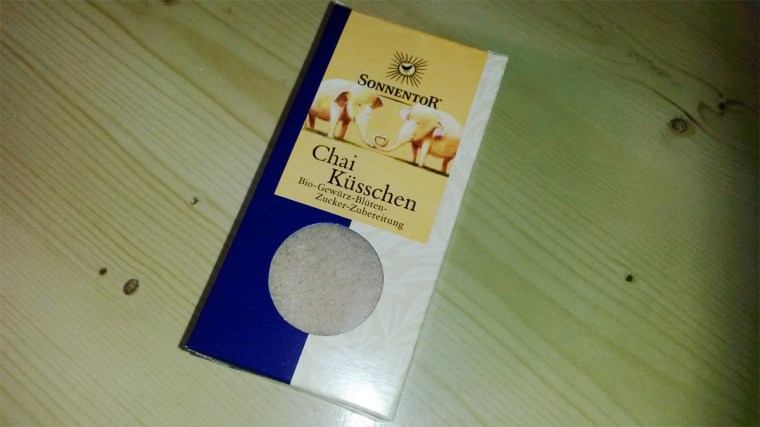 SONNENTOR®
Chai
Küsschen
Bio-Gewürz-Blüten-
Zucker-Zubereitung